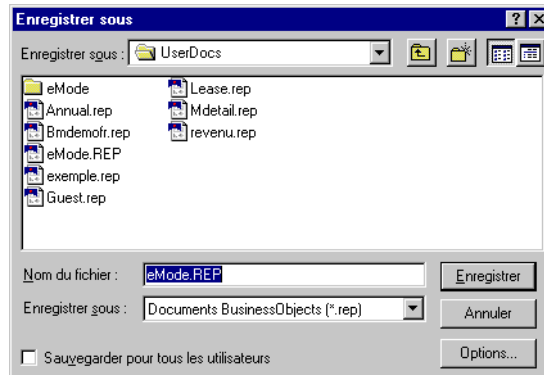 Enregistrer sous
Enregistrer sous : UserDocs
eMode Lease.rep
Annual.rep Mdetail.rep
Bmdemofr.rep revenu.rep
eMode.REP
exemple.rep
Guest.rep
Nom du fichier : eMode.REP Enregistrer
Enregistrer sous : Documents BusinessObjects (*.rep) Annuler
Sauvegarder pour tous les utilisateurs Options...